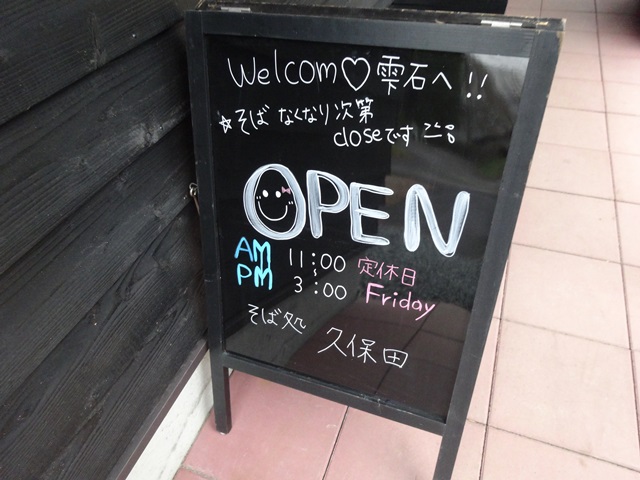 Welcom♡雫石へ!!
☆そば なくなり次第
closeです
OPEN
AM 11:00 定休日
~
PM 3:00 Friday
そば処 久保田